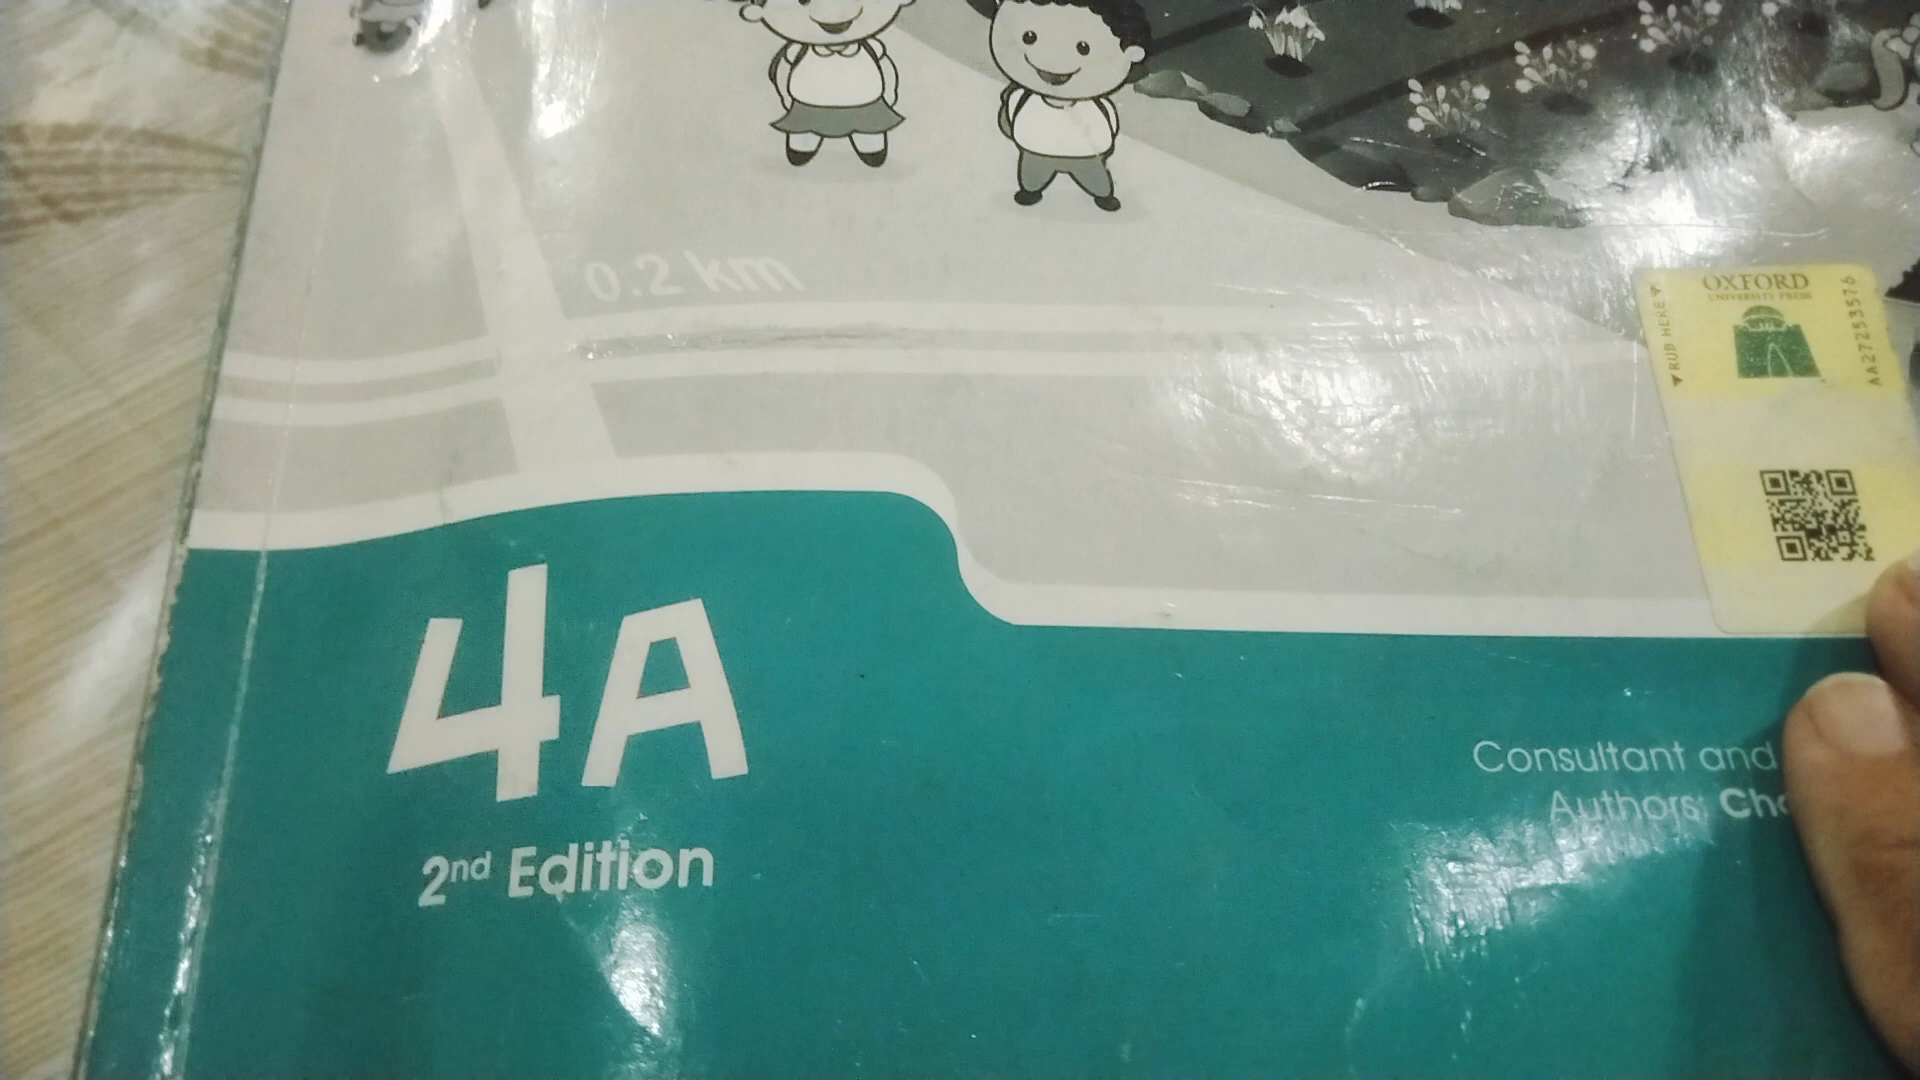 0.2 km
OXFORD
UNIVERSITY PRESS
RUB HERE
AA27253576
4A
2nd Edition
Consultant and
Authors: